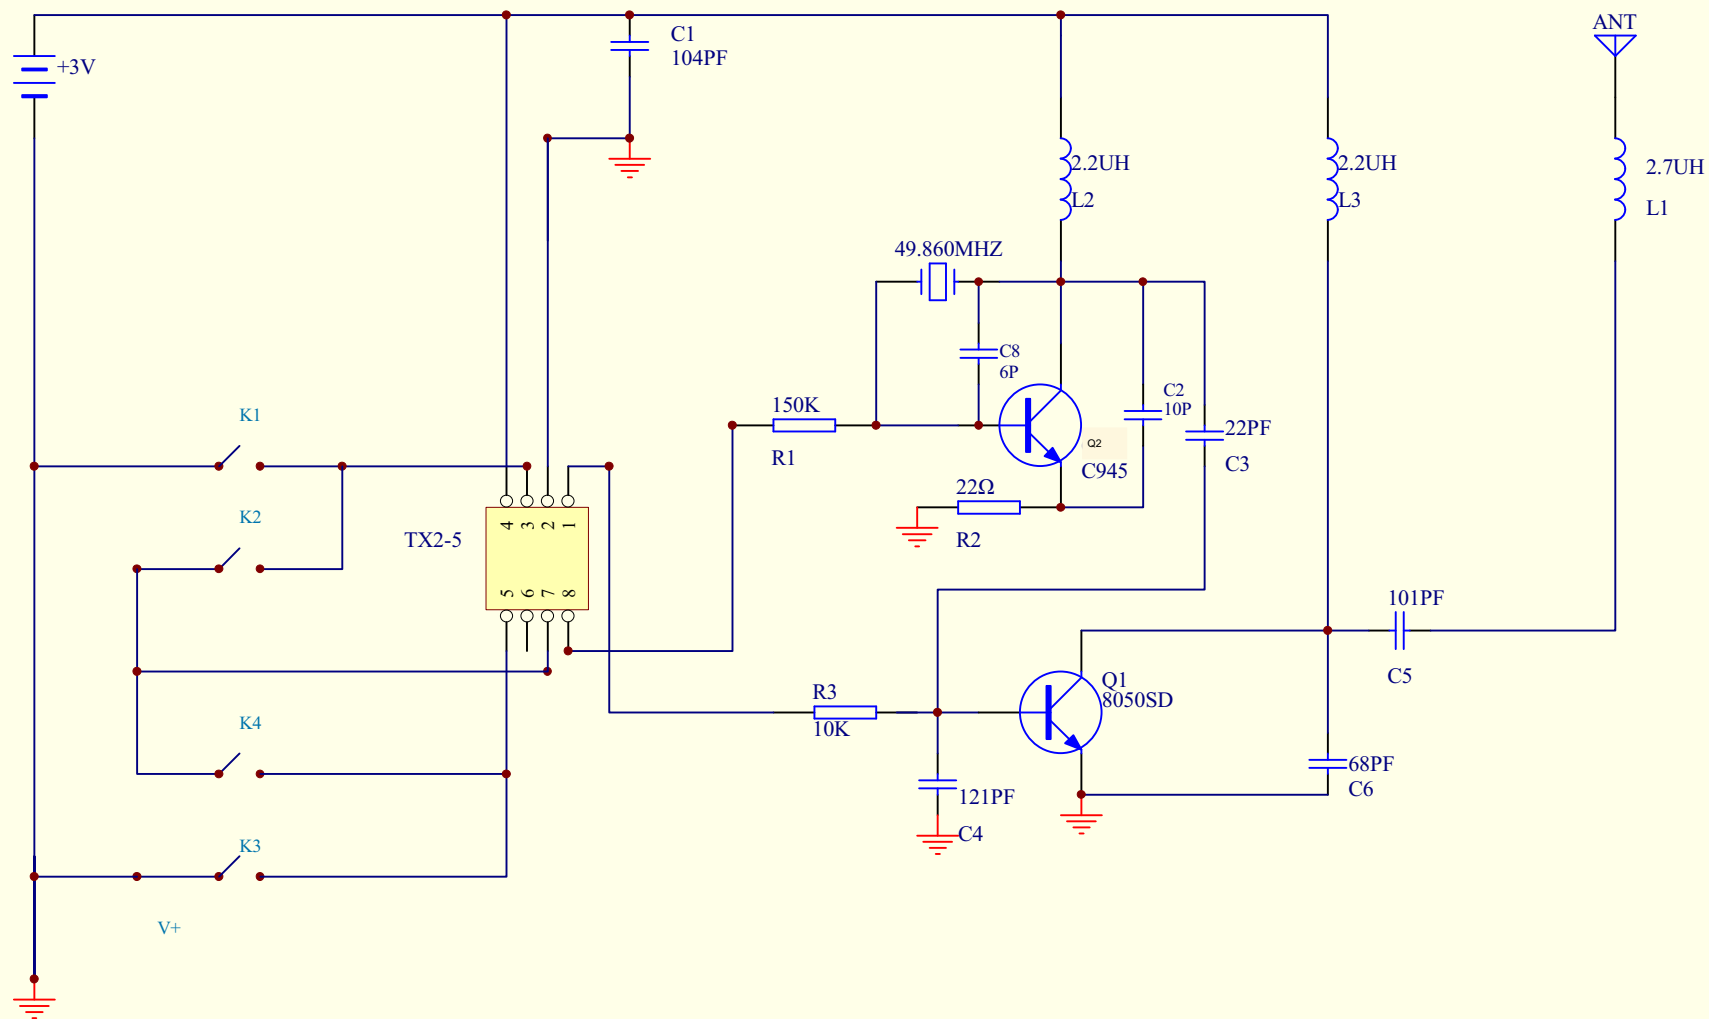 ANT
C1
104PF
+3V
2.2UH
L2
2.2UH
L3
2.7UH
L1
49.860MHZ
C8
6P
C2
10P
150K
R1
Q2
C945
22PF
C3
K1
K2
22Ω
R2
TX2-5
4 3 2 1
5 6 7 8
101PF
C5
Q1
8050SD
R3
10K
K4
68PF
C6
121PF
C4
K3
V+